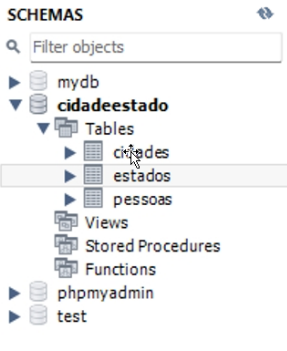 SCHEMAS
Filter objects
mydb
cidadeestado
Tables
cidades
estados
pessoas
Views
Stored Procedures
Functions
phpmyadmin
test